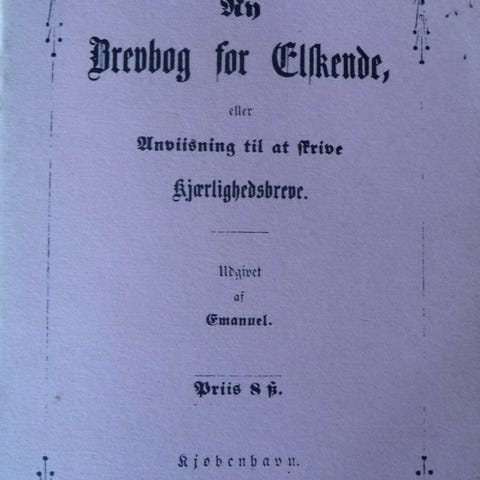 Ny
Brevbog for Elskende,
eller
Anviisning til at skrive
Kjærlighedsbreve.
Udgivet
af
Emanuel.
Priis 8 ß.
Kjøbenhavn.